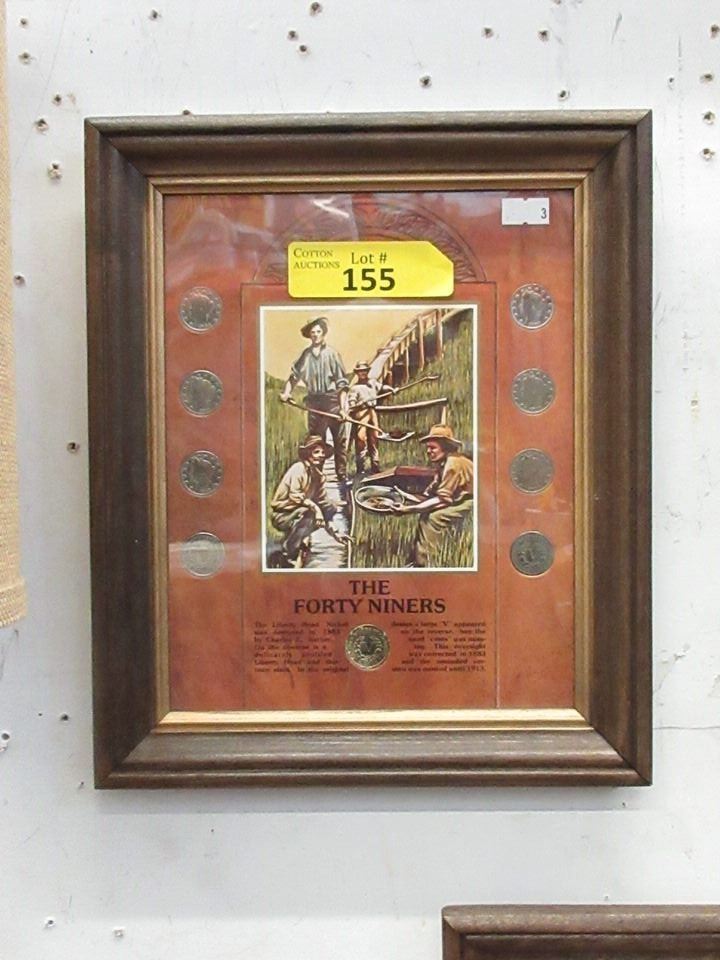 3
COTTON
AUCTIONS
Lot #
155
THE
FORTY NINERS
The Liberty Head Nickel
was designed in 1883
by Charles E. Barber.
On the obverse is a
delicately
Liberty Head and thir-
teen stars. In the original
design a large 'V' appeared
on the reverse, but the
word 'cents' was miss-
ing. This oversight
was corrected in 1883
and the amended ver-
sion was minted until 1913.